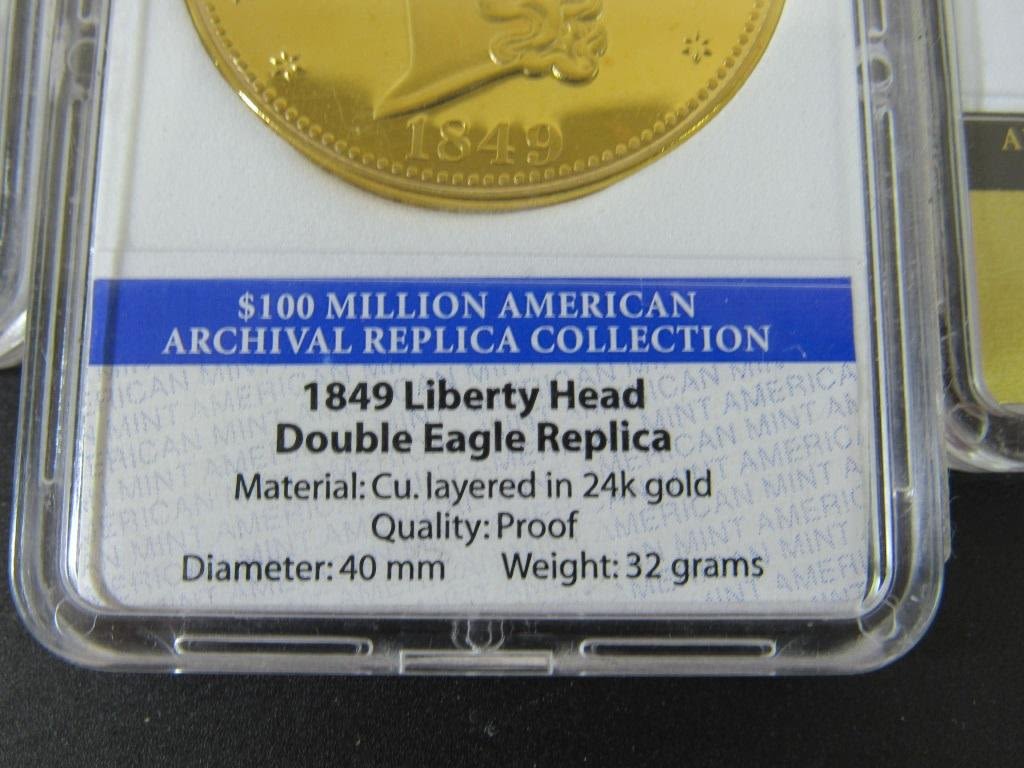 1849
$100 MILLION AMERICAN
ARCHIVAL REPLICA COLLECTION
1849 Liberty Head
Double Eagle Replica
Material: Cu. layered in 24k gold
Quality: Proof
Diameter: 40 mm Weight: 32 grams